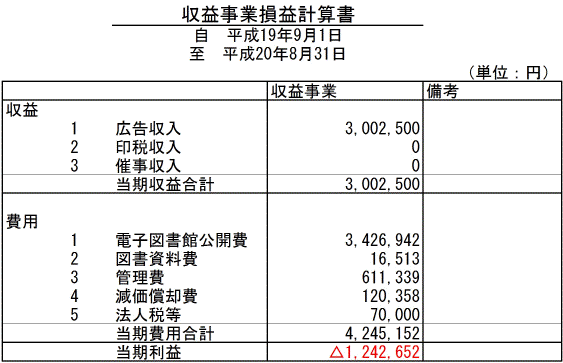 収益事業損益計算書
自 平成19年9月1日
至 平成20年8月31日
(単位:円)
収益事業 備考
収益
1 広告収入 3,002,500
2 印税収入 0
3 催事収入 0
当期収益合計 3,002,500
費用
1 電子図書館公開費 3,426,942
2 図書資料費 16,513
3 管理費 611,339
4 減価償却費 120,358
5 法人税等 70,000
当期費用合計 4,245,152
当期利益 △1,242,652